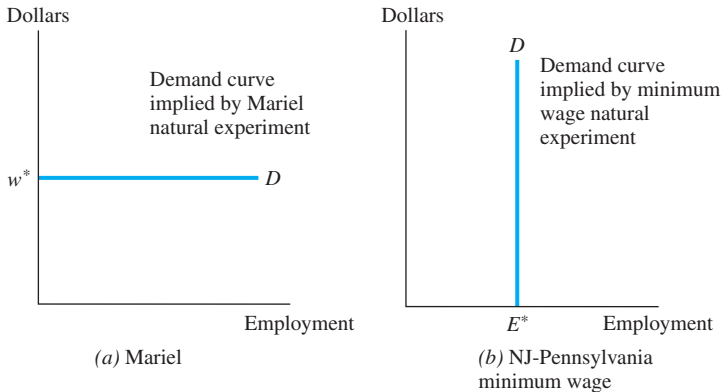 Dollars
Demand curve
implied by Mariel
natural experiment
w*
D
Employment
(a) Mariel
Dollars
D
Demand curve
implied by minimum
wage natural
experiment
E*
Employment
(b) NJ-Pennsylvania
minimum wage